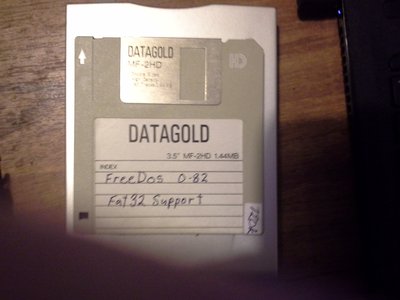 DATAGOLD
MF-2HD
HD
DATAGOLD
3.5" MF-2HD 1.44MB
INDEX
FreeDos 0-82
Fat32 Support